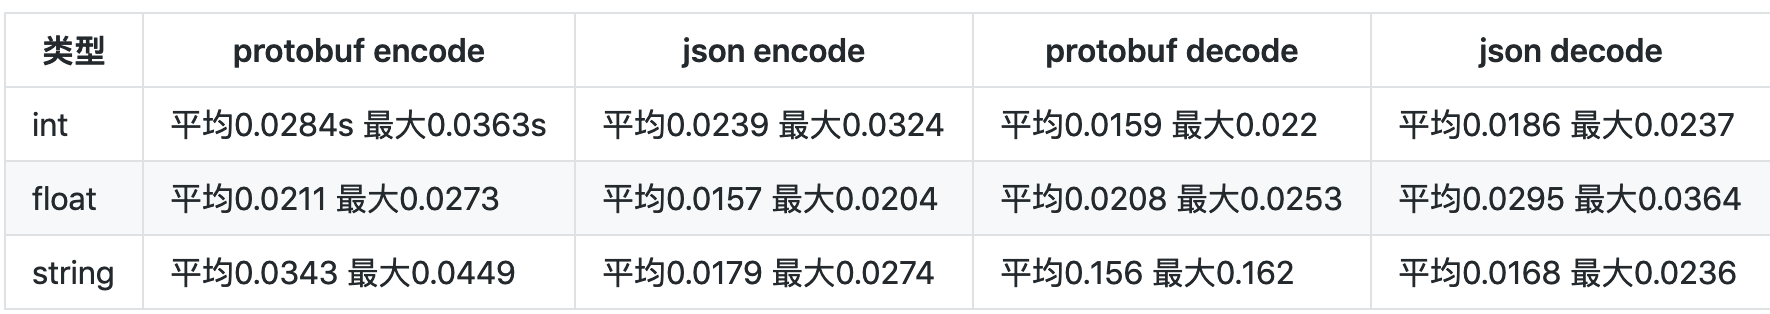 类型 protobuf encode json encode protobuf decode json decode
int 平均0.0284s 最大0.0363s 平均0.0239 最大0.0324 平均0.0159 最大0.022 平均0.0186 最大0.0237
float 平均0.0211 最大0.0273 平均0.0157 最大0.0204 平均0.0208 最大0.0253 平均0.0295 最大0.0364
string 平均0.0343 最大0.0449 平均0.0179 最大0.0274 平均0.156 最大0.162 平均0.0168 最大0.0236